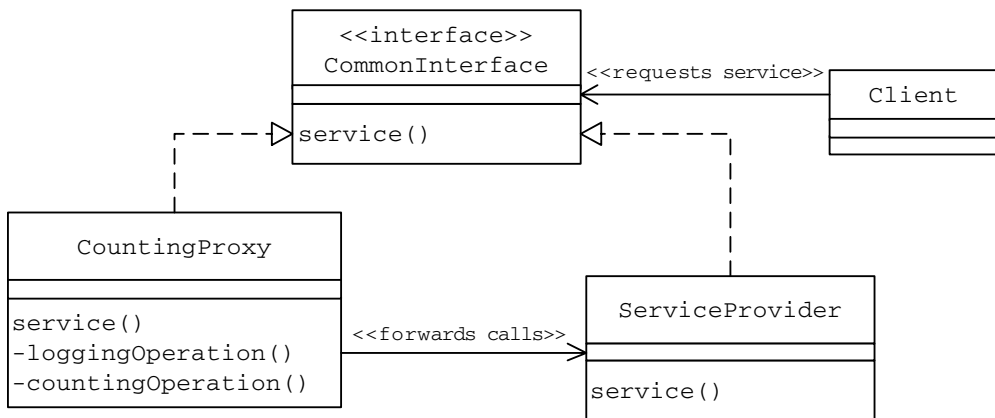 <<interface>>
CommonInterface
<<requests service>>
Client
service()
CountingProxy
ServiceProvider
service()
-loggingOperation()
-countingOperation()
<<forwards calls>>
service()